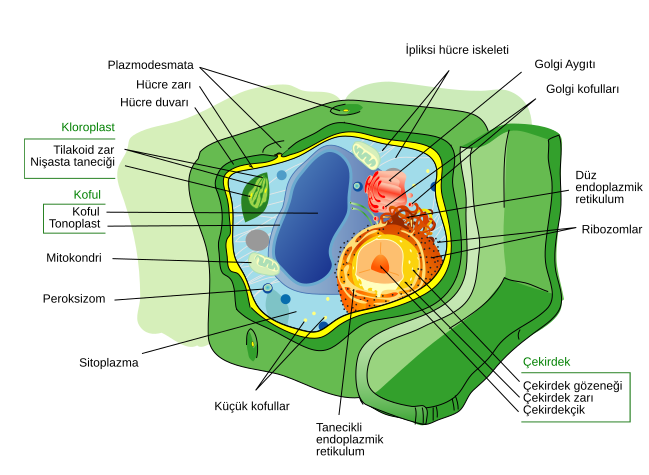 Plazmodesmata
Hücre zarı
Hücre duvarı
Kloroplast
Tilakoid zar
Nişasta taneciği
Koful
Koful
Tonoplast
Mitokondri
Peroksizom
Sitoplazma
Küçük kofullar
Tanecikli
endoplazmik
retikulum
İpliksi hücre iskeleti
Golgi Aygıtı
Golgi kofulları
Düz
endoplazmik
retikulum
Ribozomlar
Çekirdek
Çekirdek gözeneği
Çekirdek zarı
Çekirdekçik